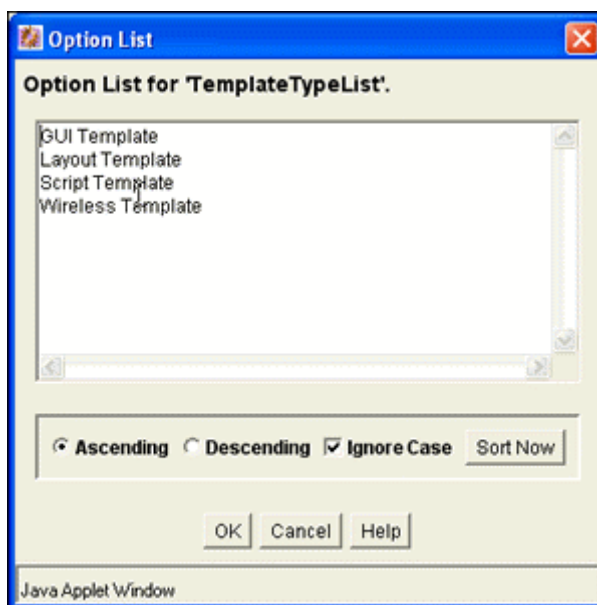 Option List
Option List for 'TemplateTypeList'.
GUI Template
Layout Template
Script Template
Wireless Template
Ascending Descending Ignore Case Sort Now
OK Cancel Help
Java Applet Window